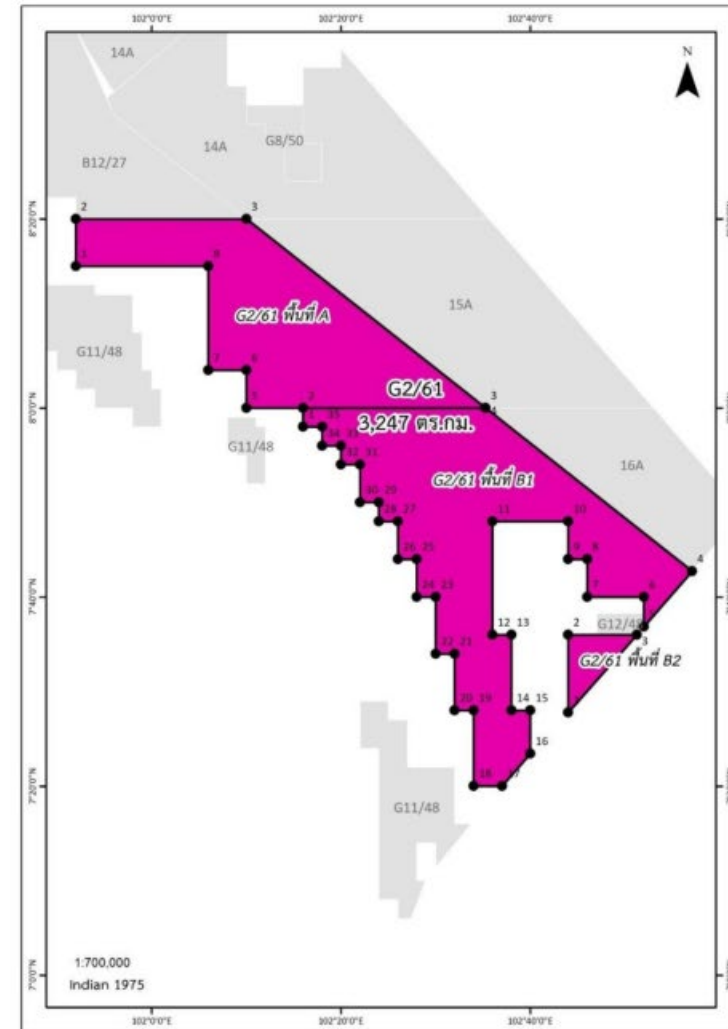 102°0'0"E 102°20'0"E 102°40'0"E
N
14A
14A
G8/50
B12/27
2 3
8°20'0"N
1 8
G2/61 พื้นที่ A
15A
G11/48
7 6
G2/61
5 2 3
8°0'0"N
4
1 35
3,247 ตร.กม.
34 33
G11/48
32 31
16A
G2/61 พื้นที่ B1
30 29
28 27 11 10
26 25 9 8
4
24 23 7 6
7°40'0"N
G12/48
12 13 2 3
22 21
G2/61 พื้นที่ B2
20 19 14 15
16
18 17
7°20'0"N
G11/48
1:700,000
Indian 1975
7°0'0"N
102°0'0"E 102°20'0"E 102°40'0"E